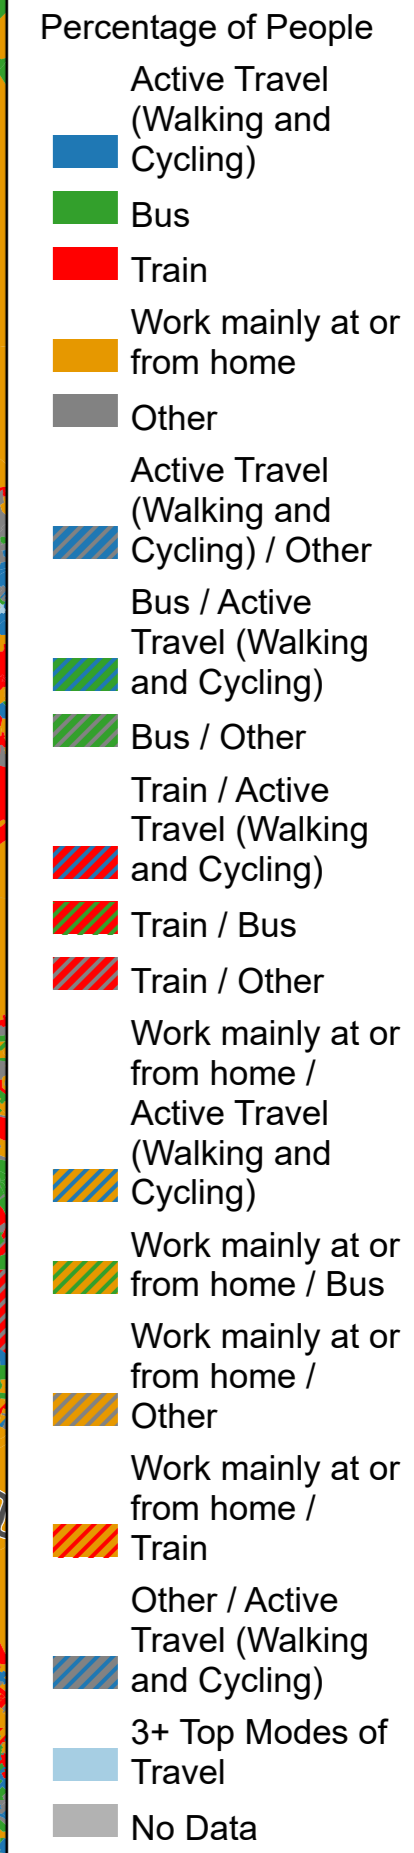 Percentage of People
Active Travel
(Walking and
Cycling)
Bus
Train
Work mainly at or
from home
Other
Active Travel
(Walking and
Cycling) / Other
Bus / Active
Travel (Walking
and Cycling)
Bus / Other
Train / Active
Travel (Walking
and Cycling)
Train / Bus
Train / Other
Work mainly at or
from home /
Active Travel
(Walking and
Cycling)
Work mainly at or
from home / Bus
Work mainly at or
from home /
Other
Work mainly at or
from home /
Train
Other / Active
Travel (Walking
and Cycling)
3+ Top Modes of
Travel
No Data